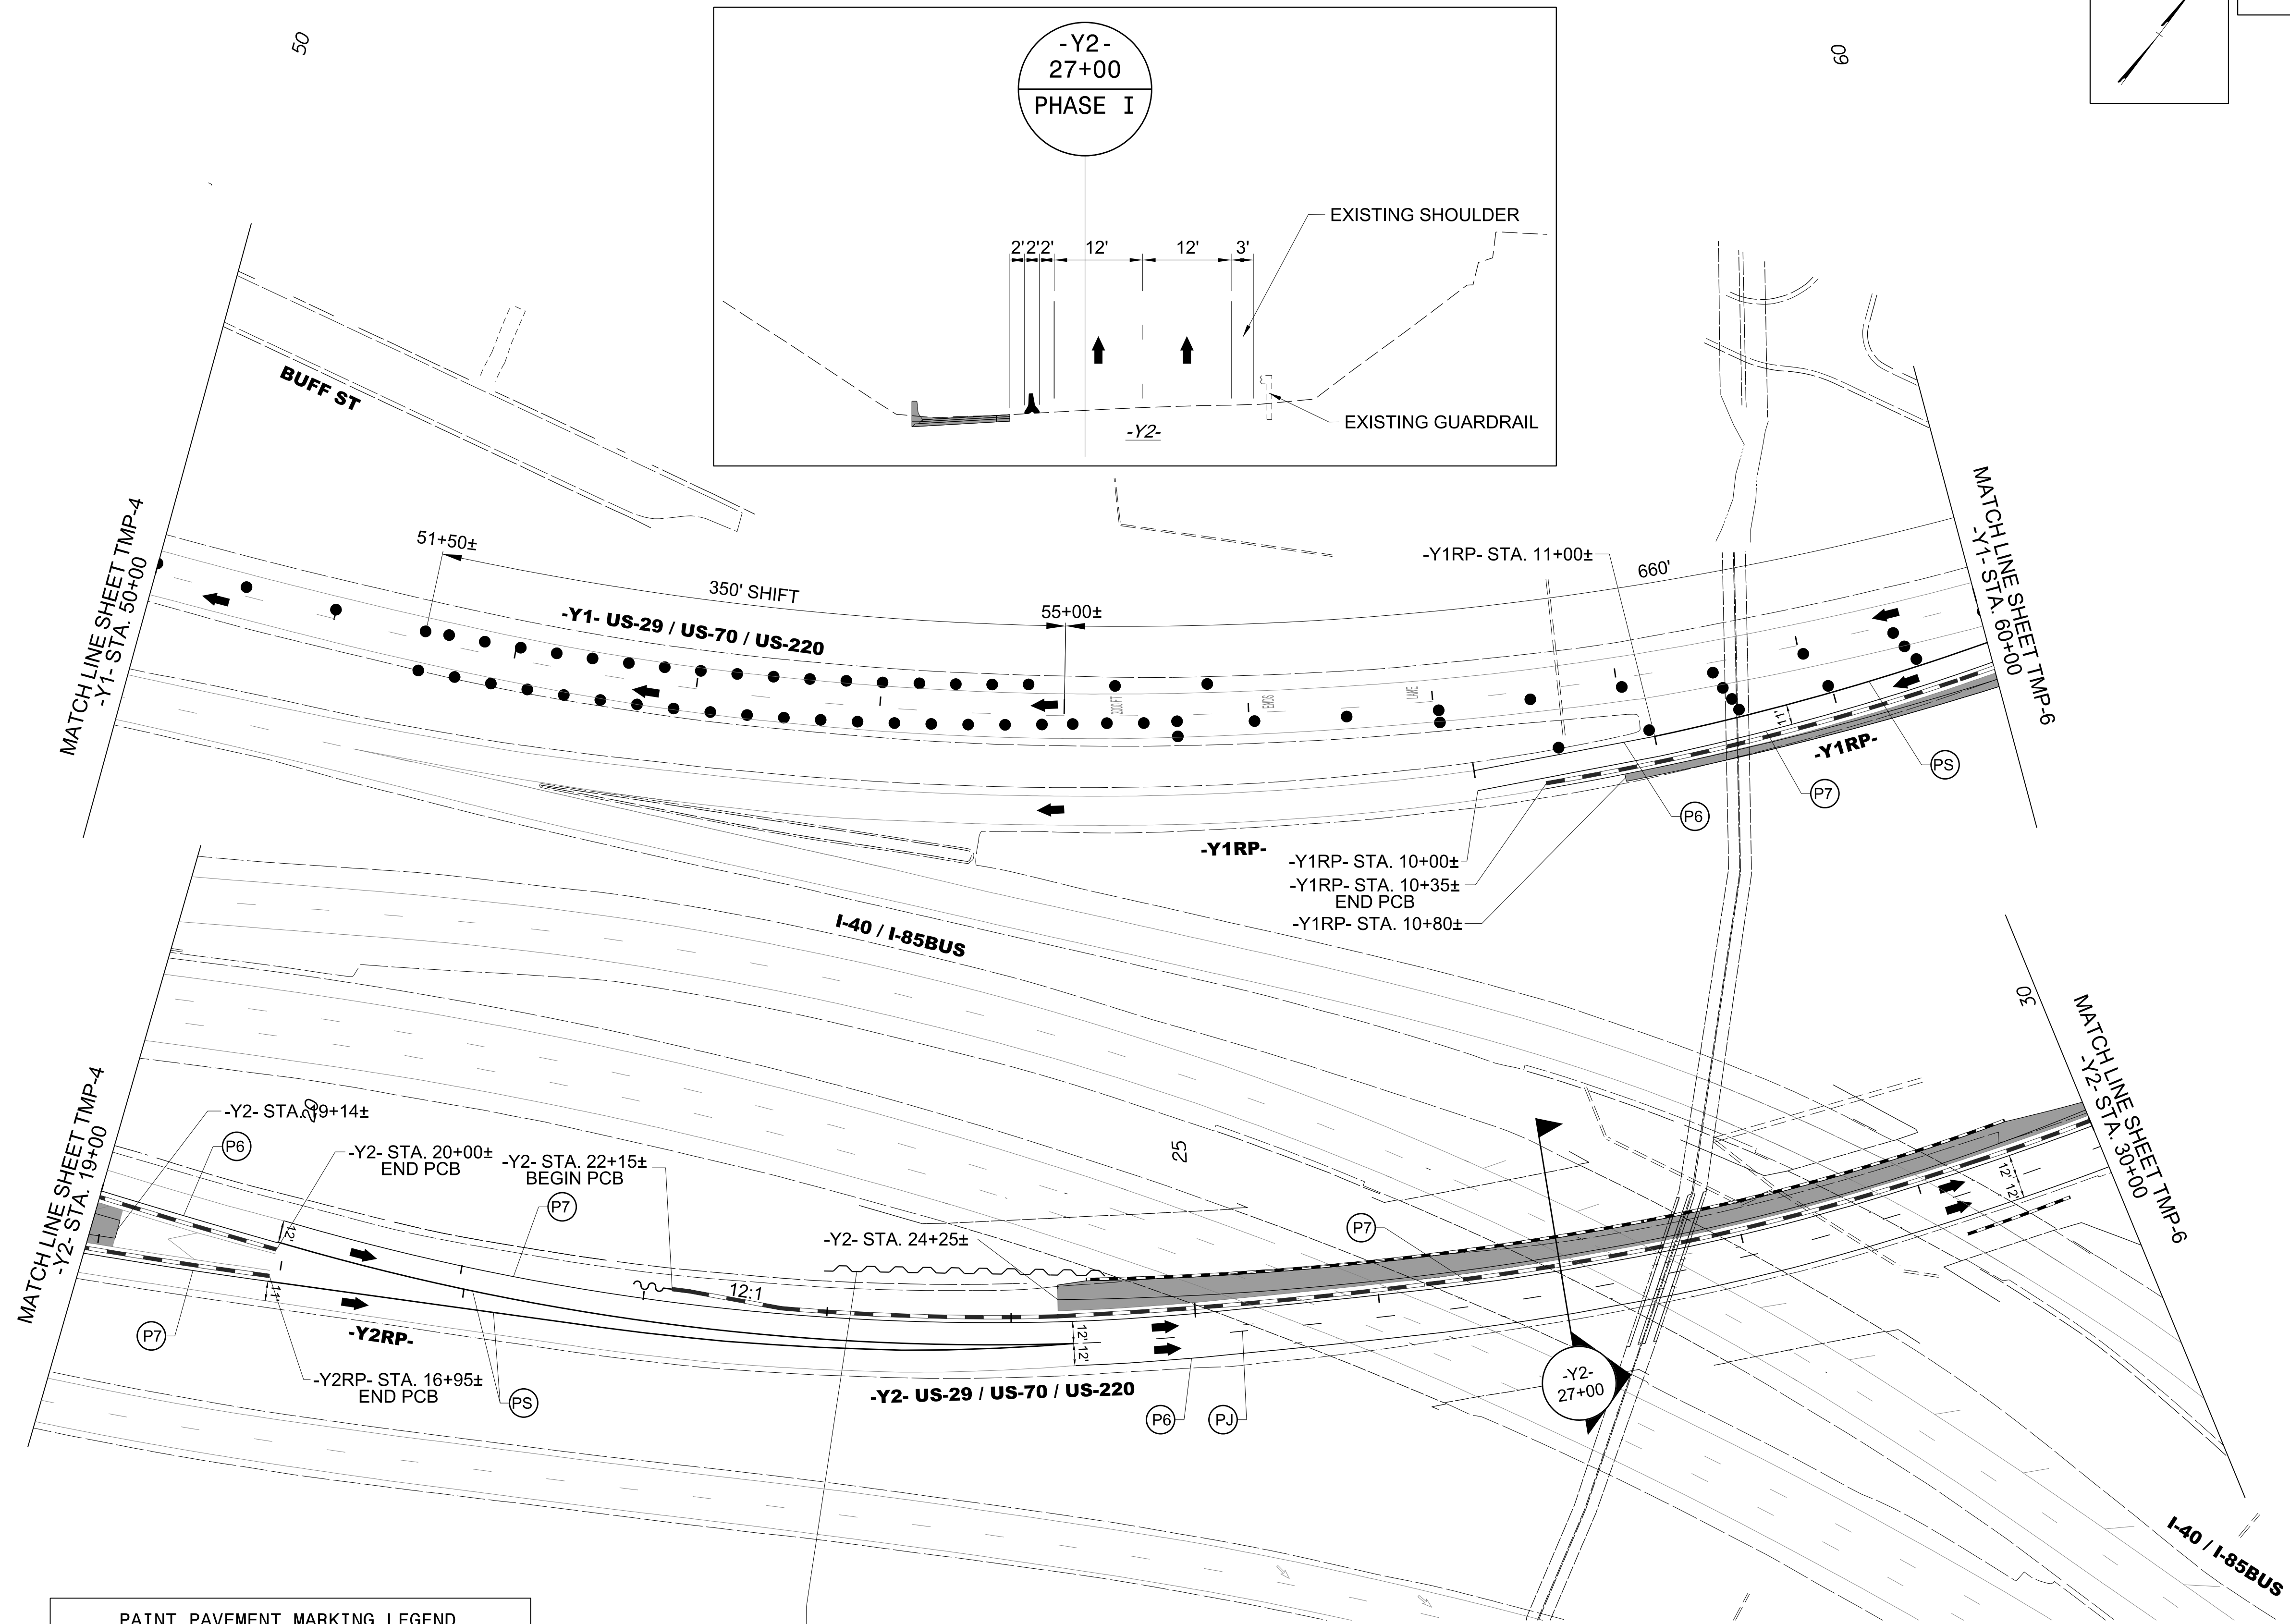 50
60
-Y2-
27+00
PHASE I
EXISTING SHOULDER
2' 2' 2' 12' 12' 3'
EXISTING GUARDRAIL
-Y2-
BUFF ST
MATCH LINE SHEET TMP-4
-Y1- STA. 50+00
51+50±
350' SHIFT
55+00±
660'
-Y1- US-29 / US-70 / US-220
-Y1RP- STA. 11+00±
MATCH LINE SHEET TMP-6
-Y1- STA. 60+00
200 FT
ENDS
LANE
11'
-Y1RP-
PS
P7
P6
-Y1RP-
-Y1RP- STA. 10+00±
-Y1RP- STA. 10+35±
END PCB
-Y1RP- STA. 10+80±
I-40 / I-85BUS
30
MATCH LINE SHEET TMP-6
-Y2- STA. 30+00
MATCH LINE SHEET TMP-4
-Y2- STA. 19+00
-Y2- STA. 19+14±
20
P6
-Y2- STA. 20+00±
END PCB
-Y2- STA. 22+15±
BEGIN PCB
P7
25
12'
-Y2- STA. 24+25±
P7
12' 12'
12:1
11'
P7
-Y2RP-
12' 12'
-Y2RP- STA. 16+95±
END PCB
PS
-Y2- US-29 / US-70 / US-220
P6
PJ
-Y2-
27+00
I-40 / I-85BUS
PAINT PAVEMENT MARKING LEGEND